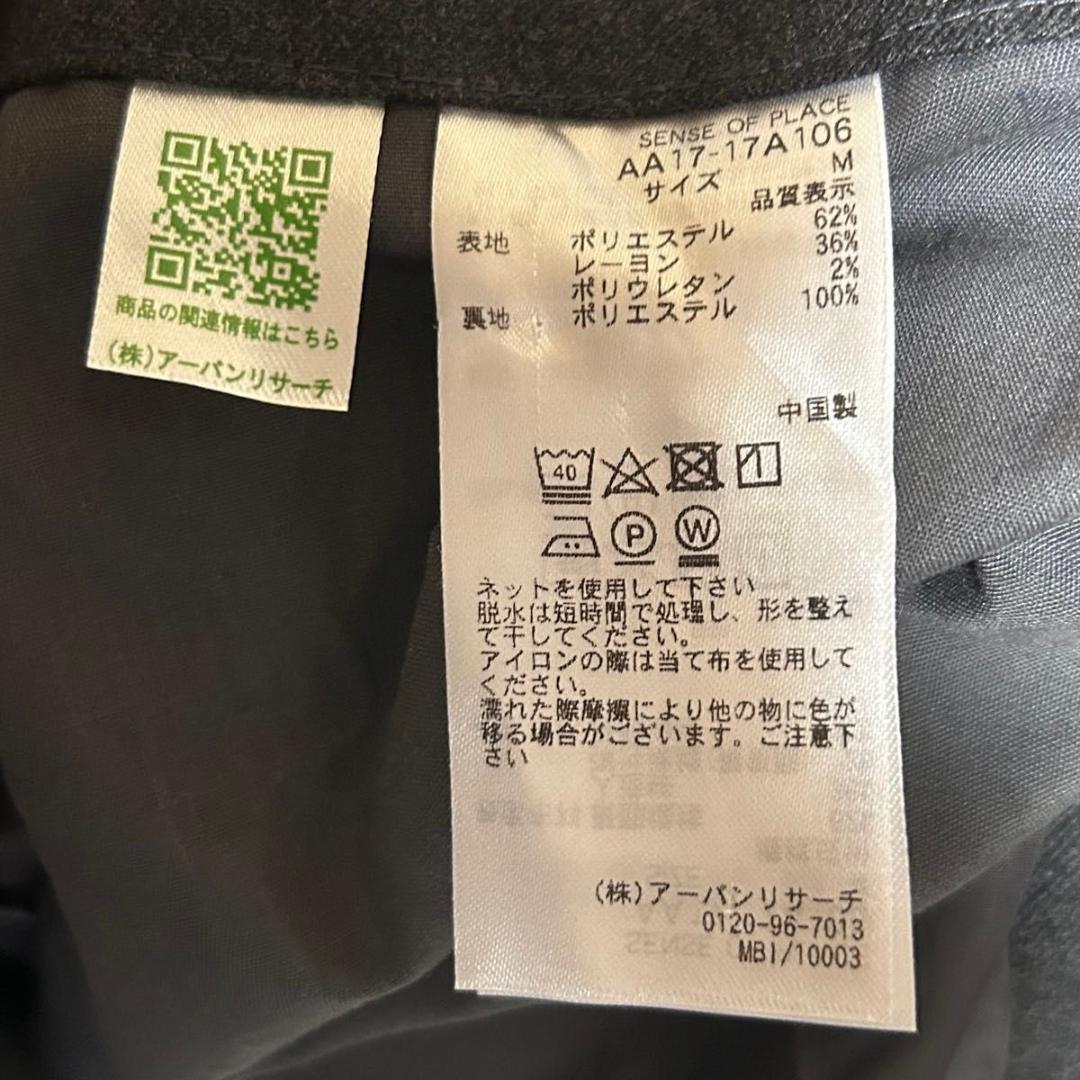 商品の関連情報はこちら
(株)アーバンリサーチ
SENSE OF PLACE
AA17-17A106
サイズ M
品質表示
表地 ポリエステル 62%
レーヨン 36%
ポリウレタン 2%
裏地 ポリエステル 100%
中国製
40
P W
ネットを使用して下さい
脱水は短時間で処理し、形を整え
て干してください。
アイロンの際は当て布を使用して
ください。
濡れた際摩擦により他の物に色が
移る場合がございます。ご注意下
さい
(株)アーバンリサーチ
0120-96-7013
MBI/10003